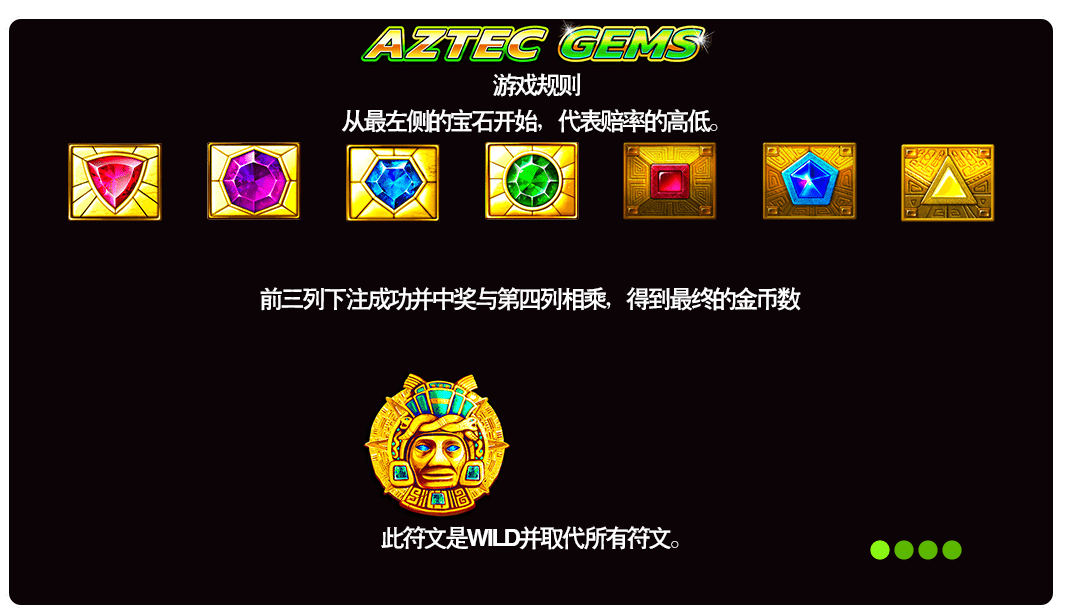 AZTEC GEMS
游戏规则
从最左侧的宝石开始，代表赔率的高低。
前三列下注成功并中奖与第四列相乘，得到最终的金币数
此符文是WILD并取代所有符文。